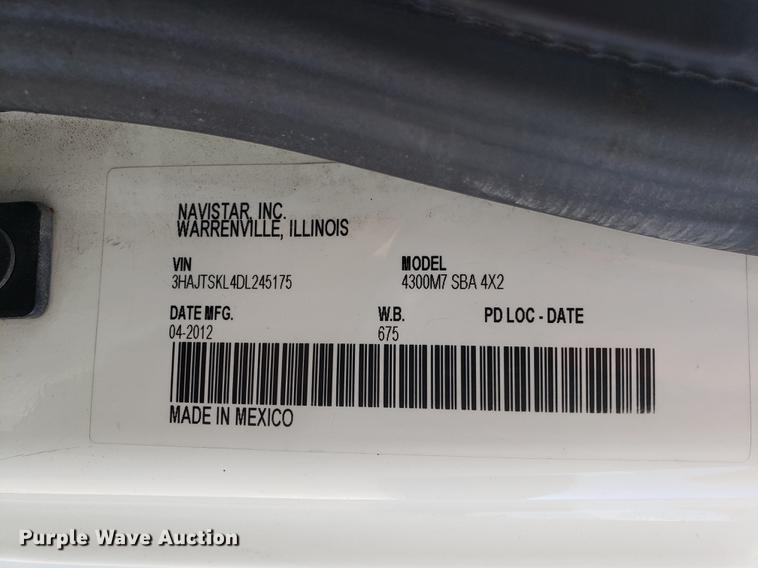 NAVISTAR, INC.
WARRENVILLE, ILLINOIS
VIN MODEL
3HAJTSKL4DL245175 4300M7 SBA 4X2
DATE MFG. W.B. PD LOC - DATE
04-2012 675
MADE IN MEXICO
Purple Wave Auction